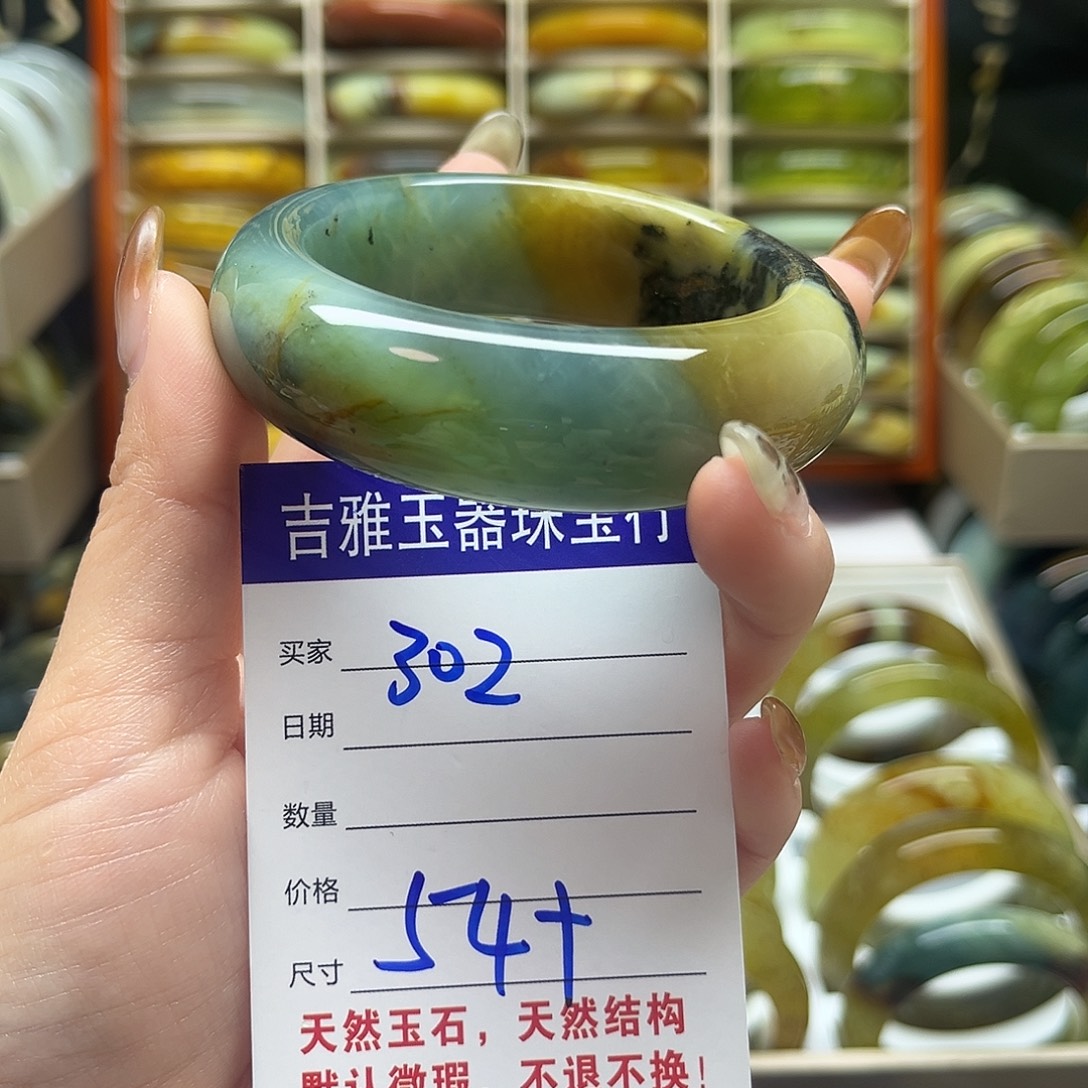 吉雅玉器珠宝行
买家 302
日期
数量
价格
尺寸 54+
天然玉石，天然结构
默认微瑕，不退不换！